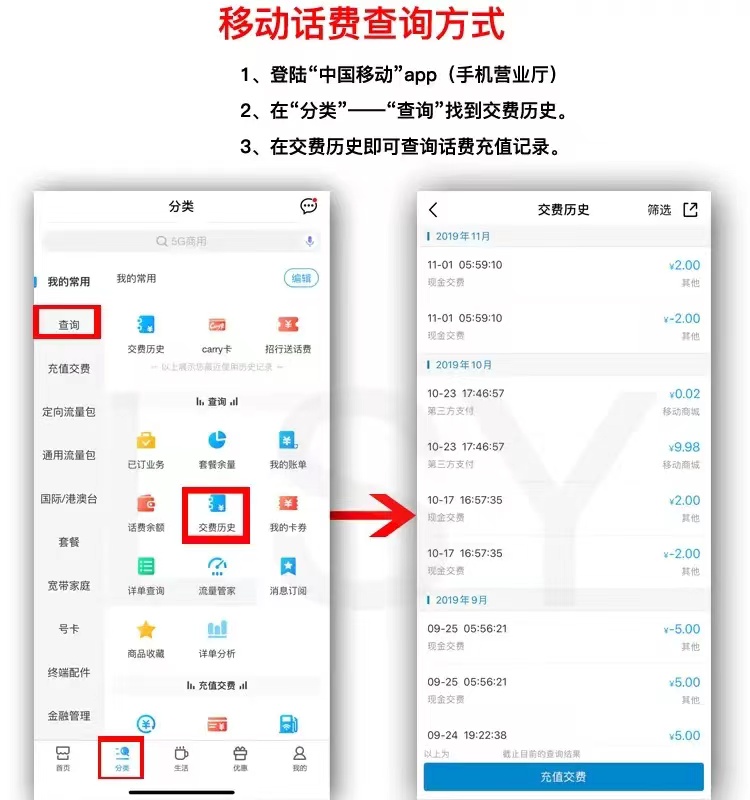 移动话费查询方式
1、登陆“中国移动”app（手机营业厅）
2、在“分类”——“查询”找到交费历史。
3、在交费历史即可查询话费充值记录。
分类
5G商用
我的常用
查询
充值交费
定向流量包
通用流量包
国际/港澳台
套餐
宽带家庭
号卡
终端配件
金融管理
我的常用
编辑
交费历史 carry卡 招行送话费
以上展示您最近使用历史记录
查询
已订业务 套餐余量 我的账单
话费余额 交费历史 我的卡券
详单查询 流量管家 消息订阅
商品收藏 详单分析
充值交费
首页 分类 生活 优惠 我的
交费历史 筛选
2019年11月
11-01 05:59:10 ¥2.00
现金交费 其他
11-01 05:59:10 ¥-2.00
现金交费 其他
2019年10月
10-23 17:46:57 ¥0.02
第三方支付 移动商城
10-23 17:46:57 ¥9.98
第三方支付 移动商城
10-17 16:57:35 ¥2.00
现金交费 其他
10-17 16:57:35 ¥-2.00
现金交费 其他
2019年9月
09-25 05:56:21 ¥-5.00
现金交费 其他
09-25 05:56:21 ¥5.00
现金交费 其他
09-24 19:22:38 ¥5.00
以上为 截止目前的查询结果
充值交费